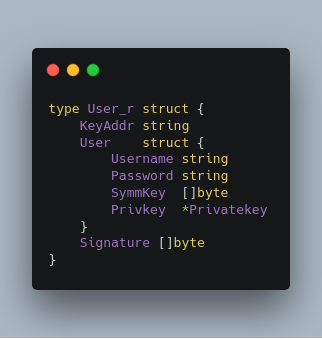 type User_r struct {
    KeyAddr string
    User    struct {
        Username string
        Password string
        SymmKey  []byte
        Privkey  *Privatekey
    }
    Signature []byte
}